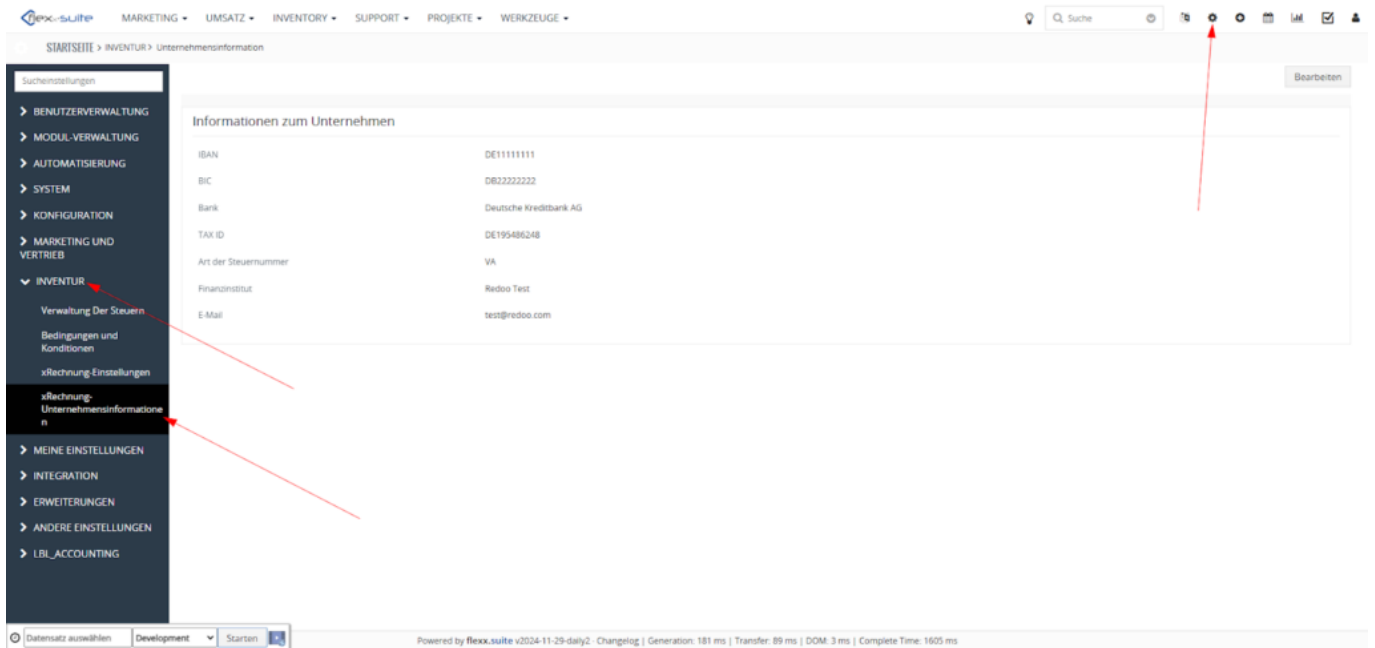 flex.suite MARKETING UMSATZ INVENTORY SUPPORT PROJEKTE WERKZEUGE Suche
STARTSEITE > INVENTUR > Unternehmensinformation
Sucheinstellungen
Bearbeiten
BENUTZERVERWALTUNG
MODUL-VERWALTUNG
AUTOMATISIERUNG
SYSTEM
KONFIGURATION
MARKETING UND
VERTRIEB
INVENTUR
Verwaltung Der Steuern
Bedingungen und
Konditionen
xRechnung-Einstellungen
xRechnung-
Unternehmensinformatione
n
MEINE EINSTELLUNGEN
INTEGRATION
ERWEITERUNGEN
ANDERE EINSTELLUNGEN
LBL_ACCOUNTING
Informationen zum Unternehmen
IBAN DE11111111
BIC DB22222222
Bank Deutsche Kreditbank AG
TAX ID DE195486248
Art der Steuernummer VA
Finanzinstitut Redoo Test
E-Mail test@redoo.com
Datensatz auswählen Development Starten
Powered by flexx.suite v2024-11-29-daily2 - Changelog | Generation: 181 ms | Transfer: 89 ms | DOM: 3 ms | Complete Time: 1605 ms